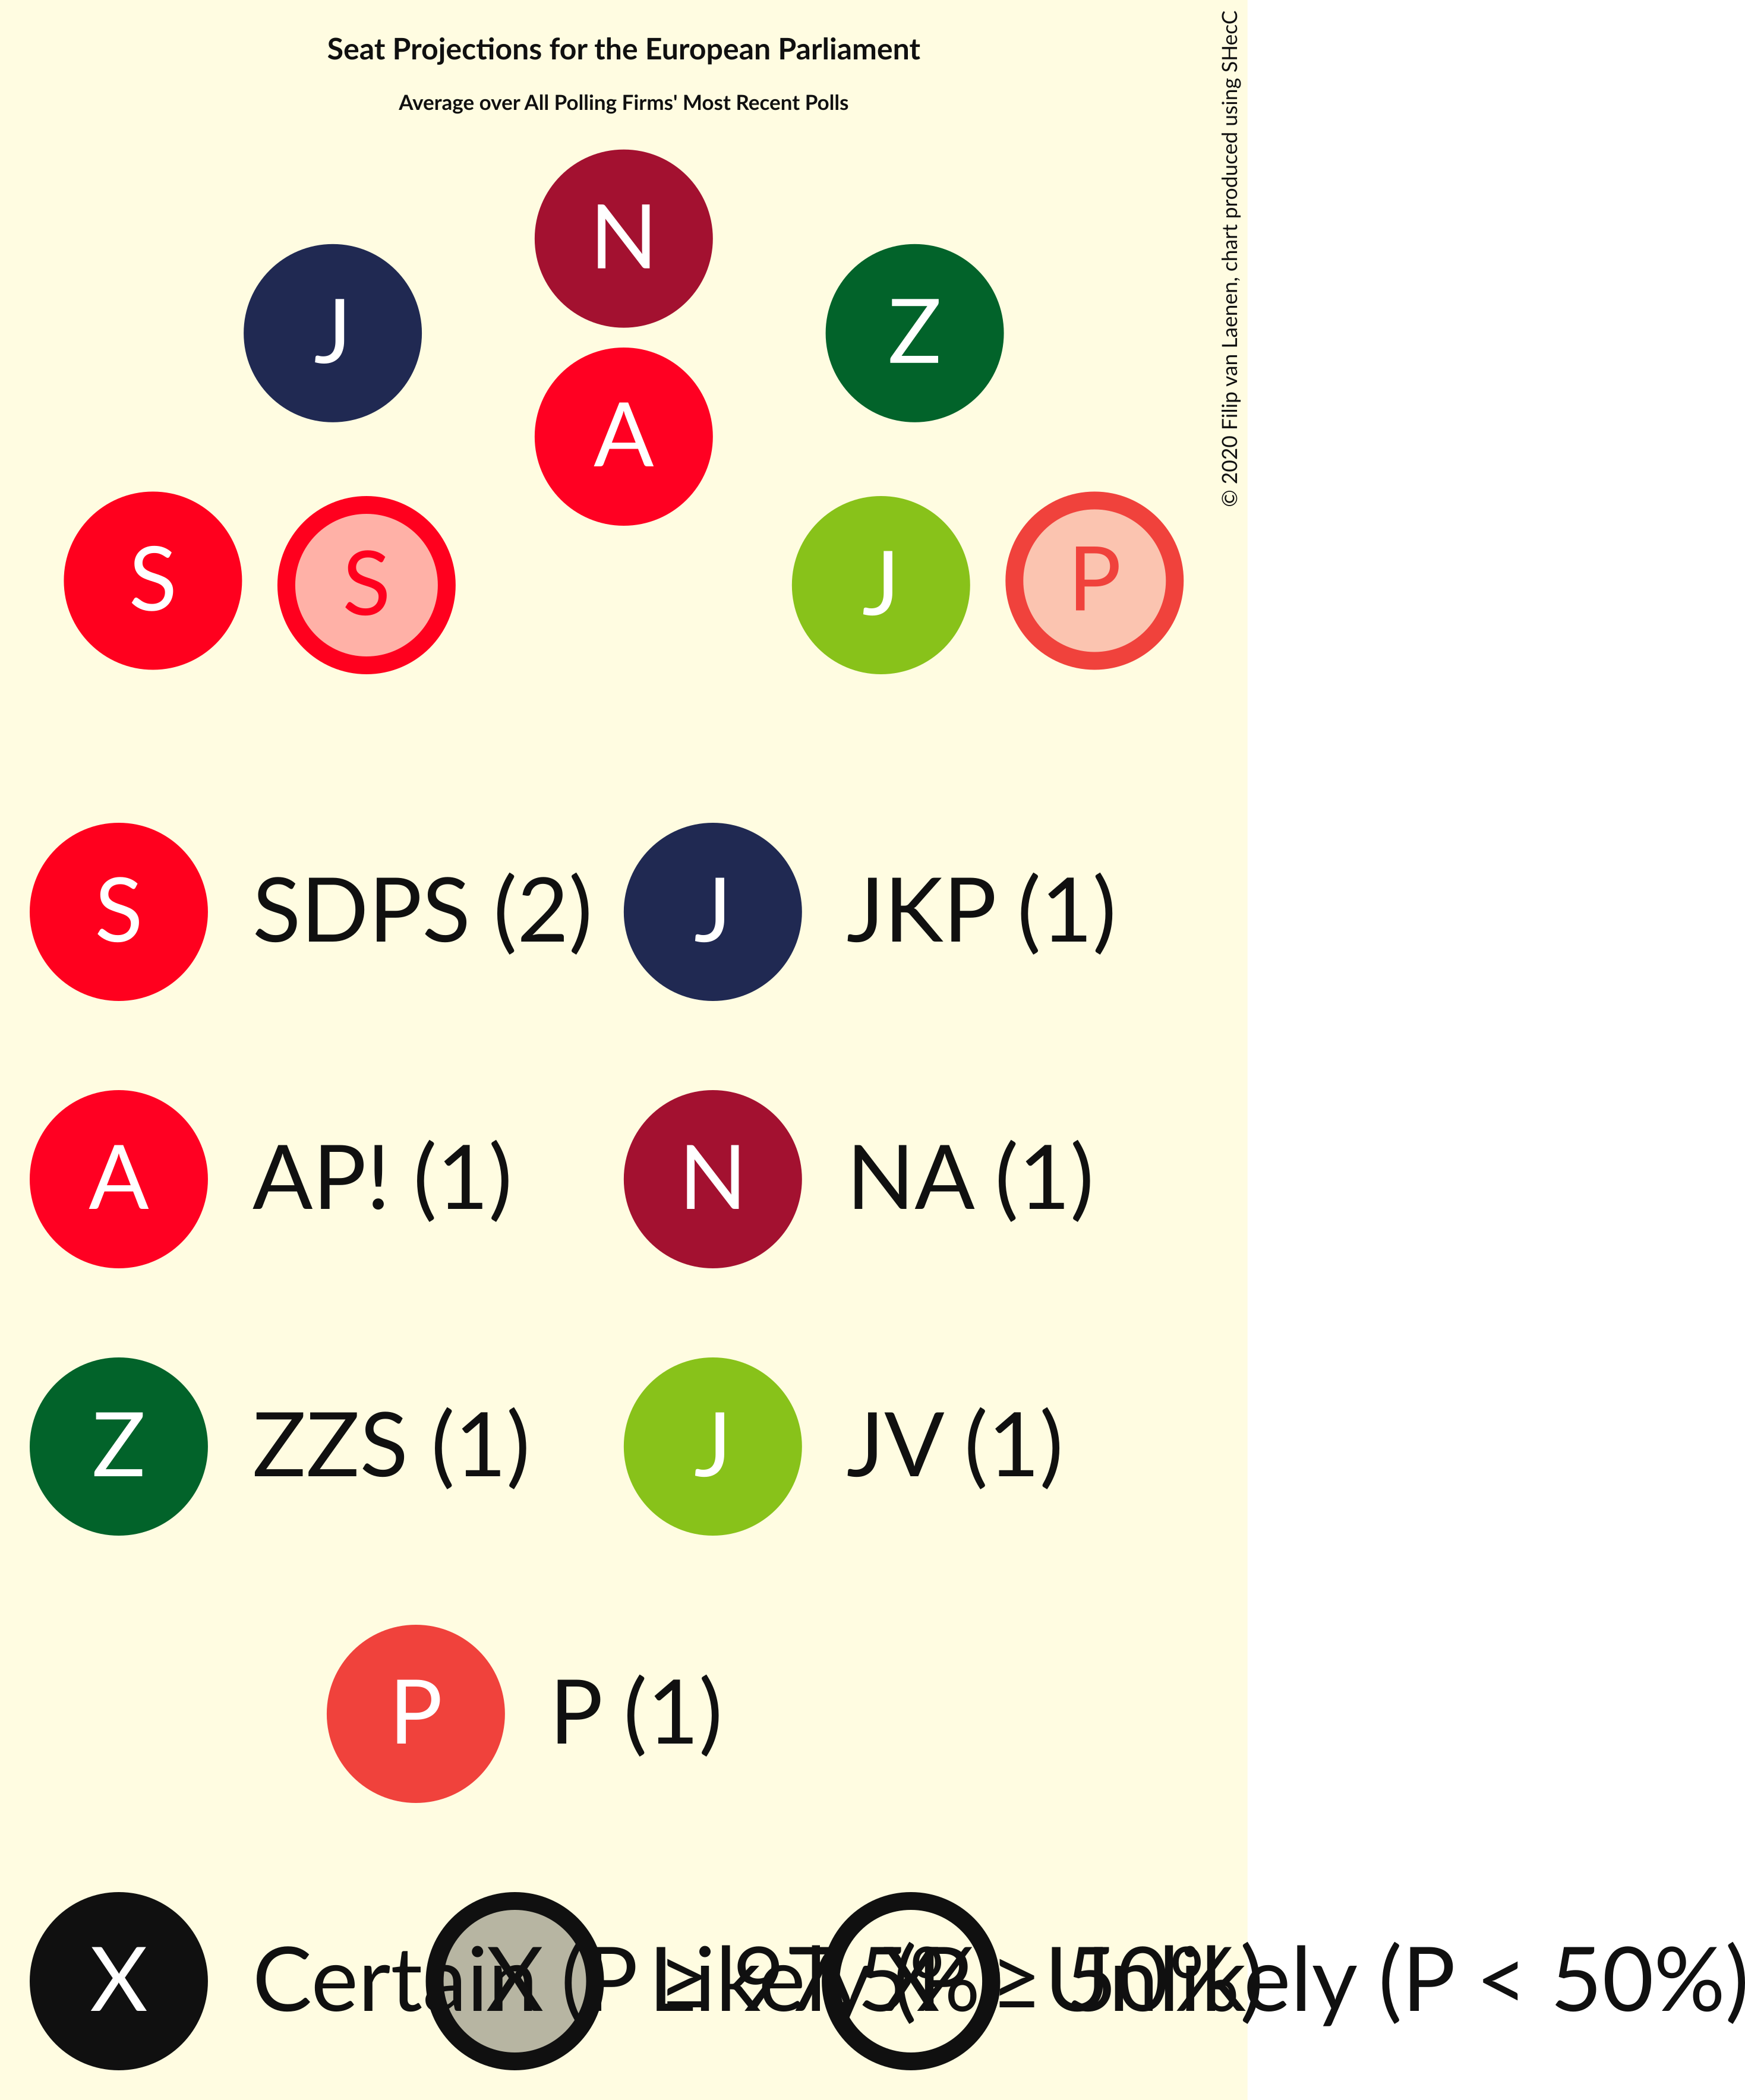 Seat Projections for the European Parliament
Average over All Polling Firms' Most Recent Polls
© 2020 Filip van Laenen, chart produced using SHecC
N
J
Z
A
S
S
J
P
S SDPS (2) J JKP (1)
A AP! (1) N NA (1)
Z ZZS (1) J JV (1)
P P (1)
X Certain (P ≥ 97.5%) X Likely (P ≥ 50%) X Unlikely (P < 50%)